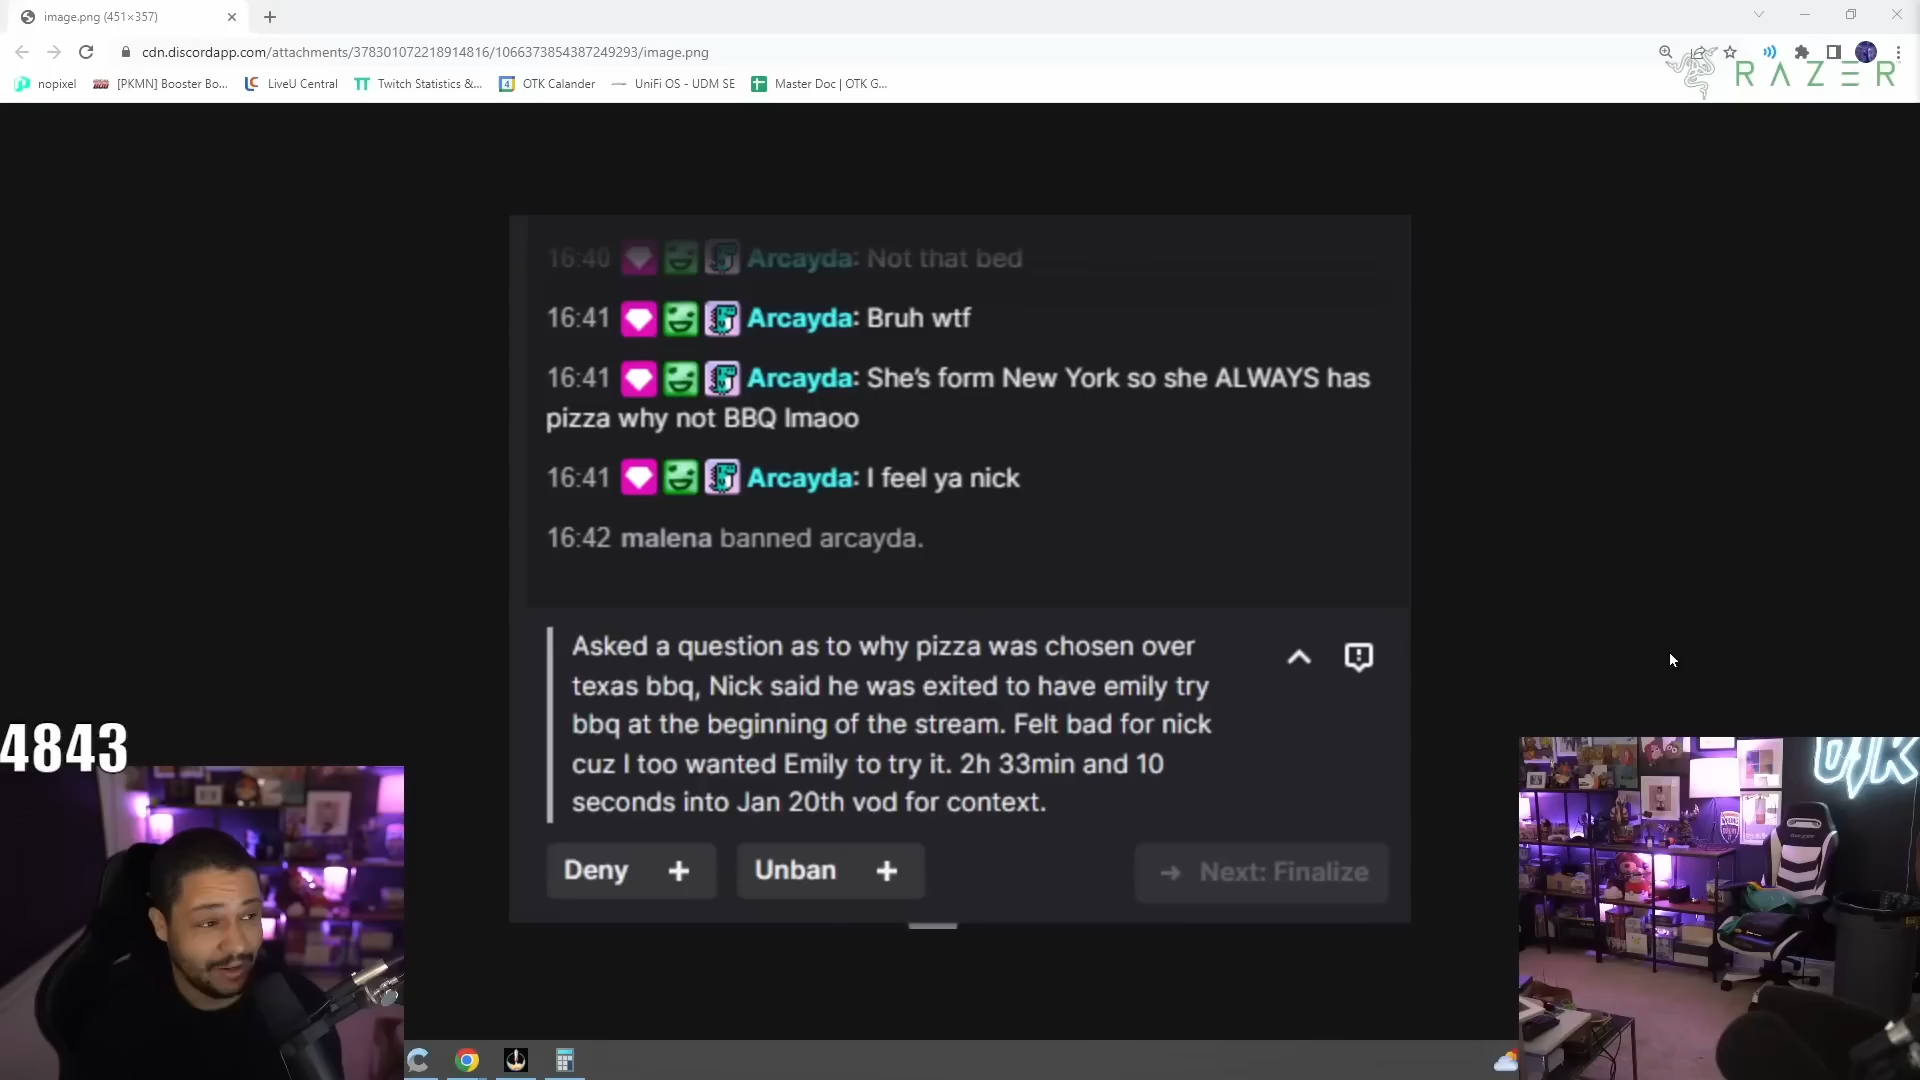 image.png (451×357)
cdn.discordapp.com/attachments/378301072218914816/1066373854387249293/image.png
nopixel
[PKMN] Booster Bo...
LiveU Central
Twitch Statistics &...
OTK Calander
UniFi OS - UDM SE
Master Doc | OTK G...
RAZER
16:40 Arcayda: Not that bed
16:41 Arcayda: Bruh wtf
16:41 Arcayda: She's form New York so she ALWAYS has
pizza why not BBQ lmaoo
16:41 Arcayda: I feel ya nick
16:42 malena banned arcayda.
Asked a question as to why pizza was chosen over
texas bbq, Nick said he was exited to have emily try
bbq at the beginning of the stream. Felt bad for nick
cuz I too wanted Emily to try it. 2h 33min and 10
seconds into Jan 20th vod for context.
Deny +
Unban +
→ Next: Finalize
4843
OTK